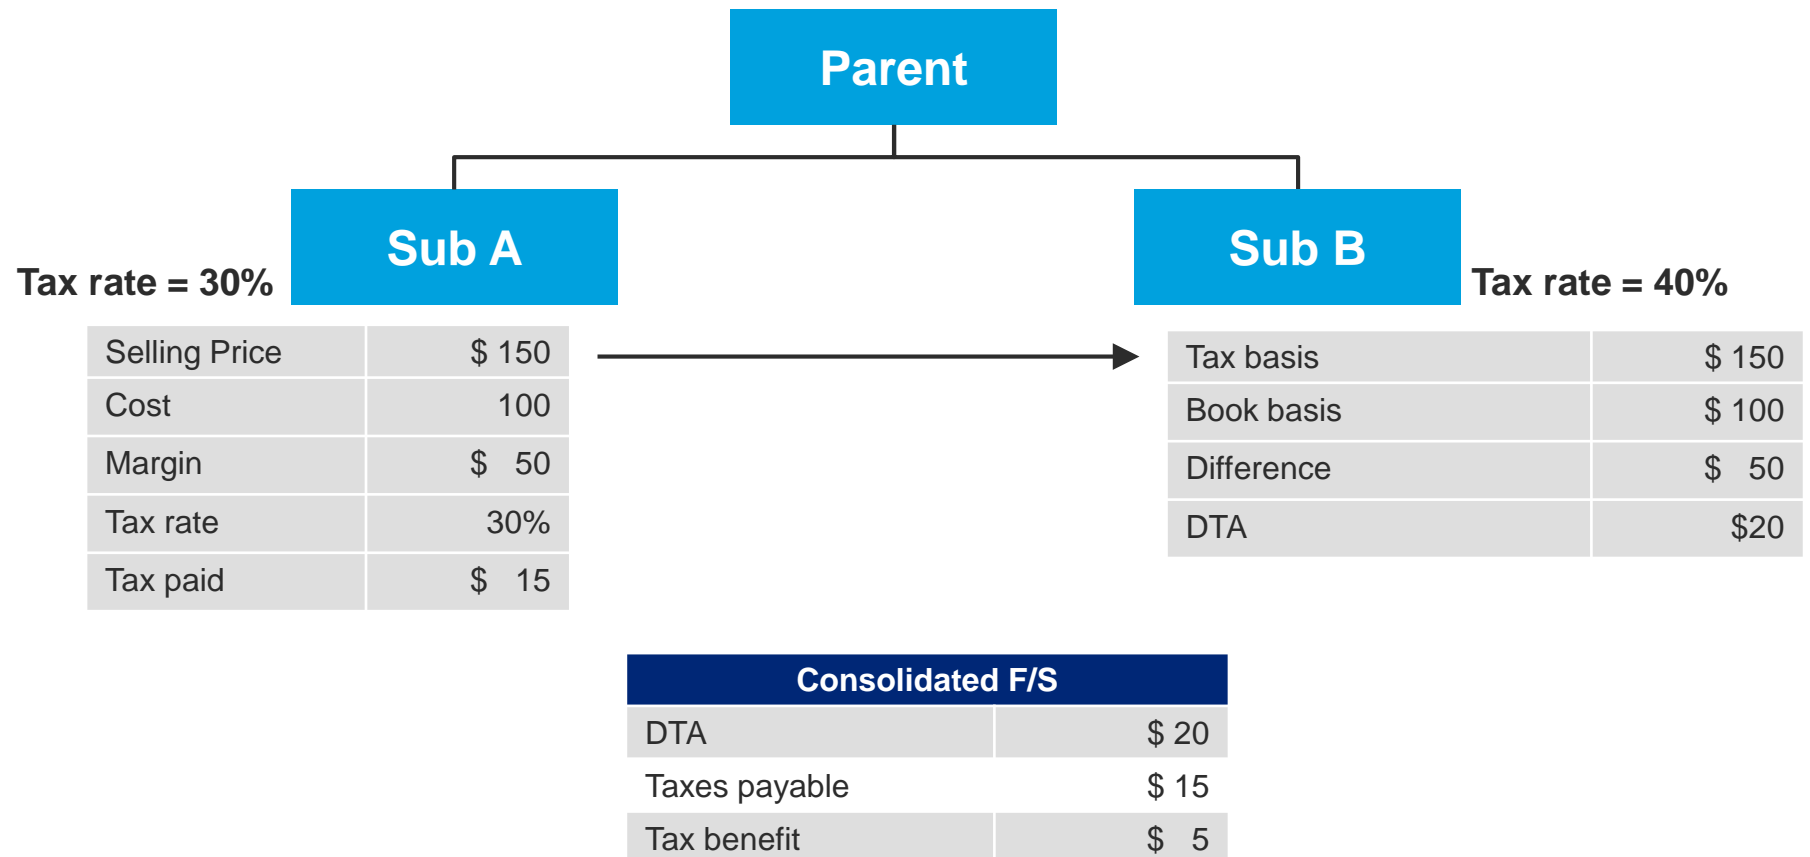 Parent
Sub A
Sub B
Tax rate = 30%
Tax rate = 40%
Selling Price $ 150
Cost 100
Margin $ 50
Tax rate 30%
Tax paid $ 15
Tax basis $ 150
Book basis $ 100
Difference $ 50
DTA $20
Consolidated F/S
DTA $ 20
Taxes payable $ 15
Tax benefit $ 5